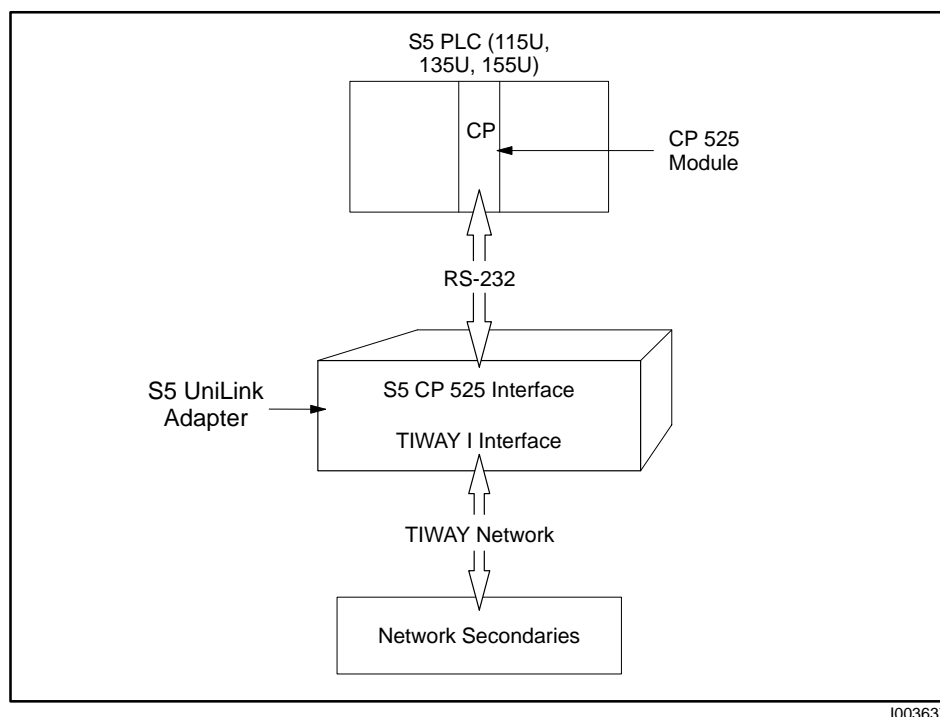 S5 PLC (115U,
135U, 155U)
CP
CP 525
Module
RS-232
S5 UniLink
Adapter
S5 CP 525 Interface
TIWAY I Interface
TIWAY Network
Network Secondaries